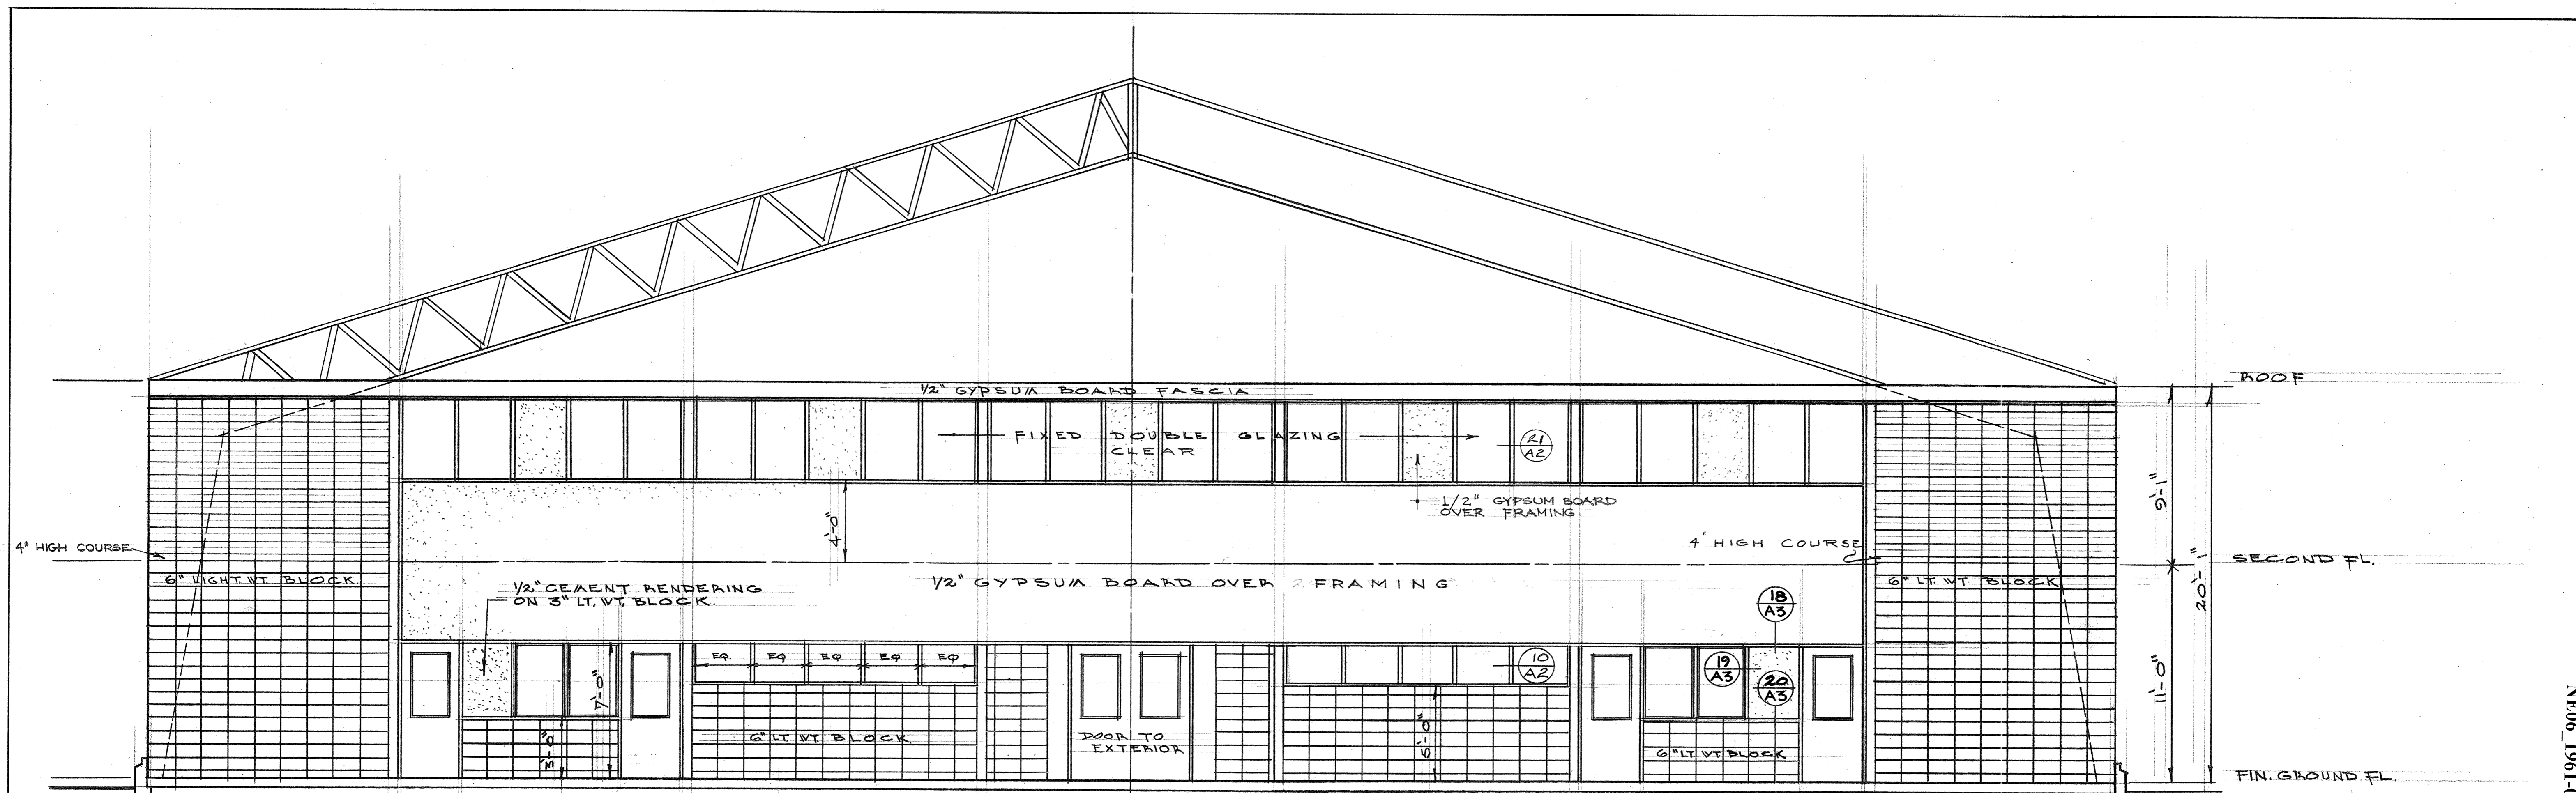 1/2" GYPSUM BOARD FASCIA
ROOF
FIXED DOUBLE GLAZING
CLEAR
21
A2
1/2" GYPSUM BOARD
OVER FRAMING
9'-1"
4'-0"
4" HIGH COURSE
4' HIGH COURSE
SECOND FL.
20'-1"
6" LIGHT. WT. BLOCK
1/2" CEMENT RENDERING
ON 3" LT. WT. BLOCK.
1/2" GYPSUM BOARD OVER FRAMING
6" LT. WT. BLOCK
18
A3
EQ. EQ EQ EQ EQ
10
A2
19
A3
20
A3
7'-0"
11'-0"
3'-0"
6" LT. WT. BLOCK
DOOR TO
EXTERIOR
5'-0"
6" LT. WT. BLOCK
FIN. GROUND FL.